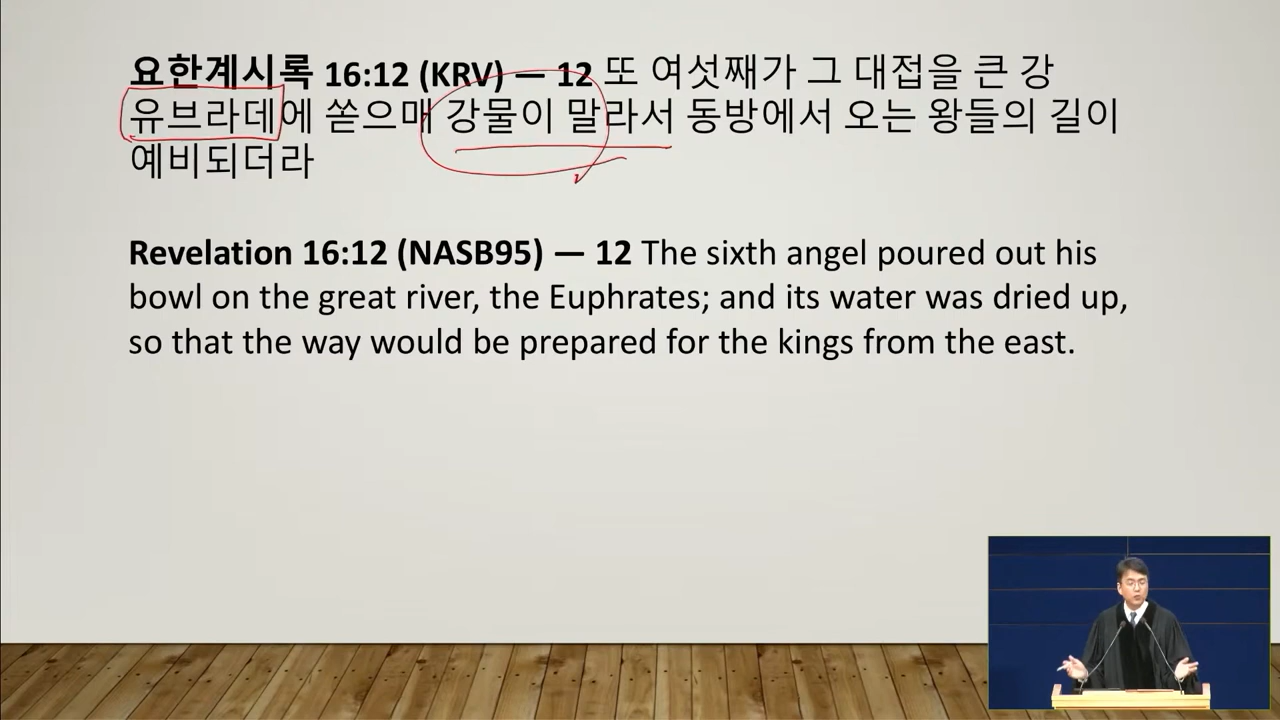 요한계시록 16:12 (KRV) — 12 또 여섯째가 그 대접을 큰 강
유브라데에 쏟으매 강물이 말라서 동방에서 오는 왕들의 길이
예비되더라
Revelation 16:12 (NASB95) — 12 The sixth angel poured out his
bowl on the great river, the Euphrates; and its water was dried up,
so that the way would be prepared for the kings from the east.